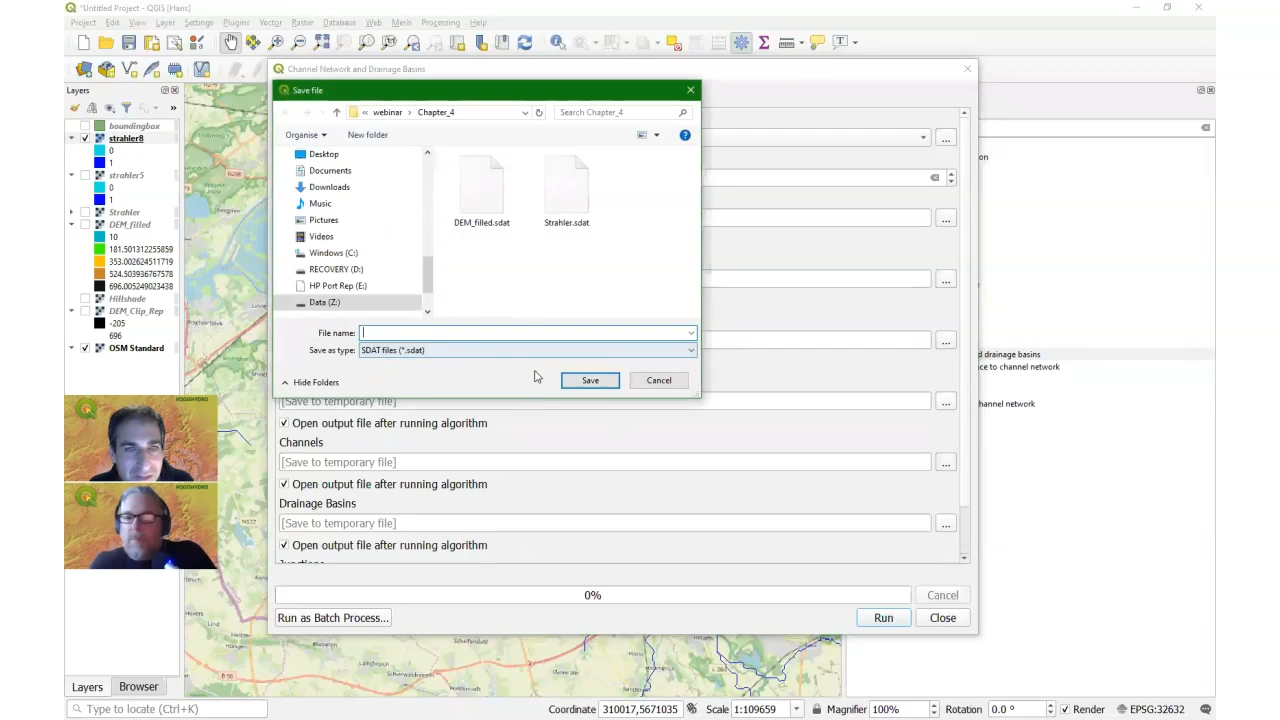 *Untitled Project - QGIS [Hans]
Project Edit View Layer Settings Plugins Vector Raster Database Web Mesh Processing Help
Channel Network and Drainage Basins
Save file
Layers
webinar Chapter_4
Search Chapter_4
Organise New folder
boundingbox
strahler8
0
1
strahler5
0
1
Strahler
DEM_filled
10
181.501312255859
353.002624511719
524.503936767578
696.005249023438
Hillshade
DEM_Clip_Rep
-205
696
OSM Standard
Desktop
Documents
Downloads
Music
Pictures
Videos
Windows (C:)
RECOVERY (D:)
HP Port Rep (E:)
Data (Z:)
DEM_filled.sdat
Strahler.sdat
File name:
Save as type: SDAT files (*.sdat)
Hide Folders
Save
Cancel
d drainage basins
ce to channel network
hannel network
[Save to temporary file]
Open output file after running algorithm
Channels
[Save to temporary file]
Open output file after running algorithm
Drainage Basins
[Save to temporary file]
Open output file after running algorithm
0%
Cancel
Run as Batch Process...
Run
Close
#QGISHYDRO
#QGISHYDRO
Layers Browser
Type to locate (Ctrl+K)
Coordinate 310017,5671035 Scale 1:109659 Magnifier 100% Rotation 0.0 ° Render EPSG:32632